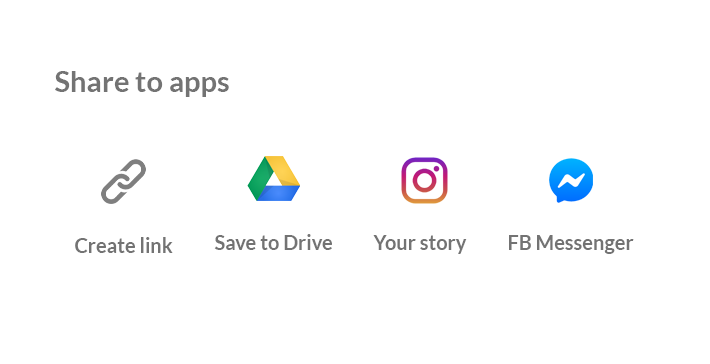 Share to apps
Create link
Save to Drive
Your story
FB Messenger